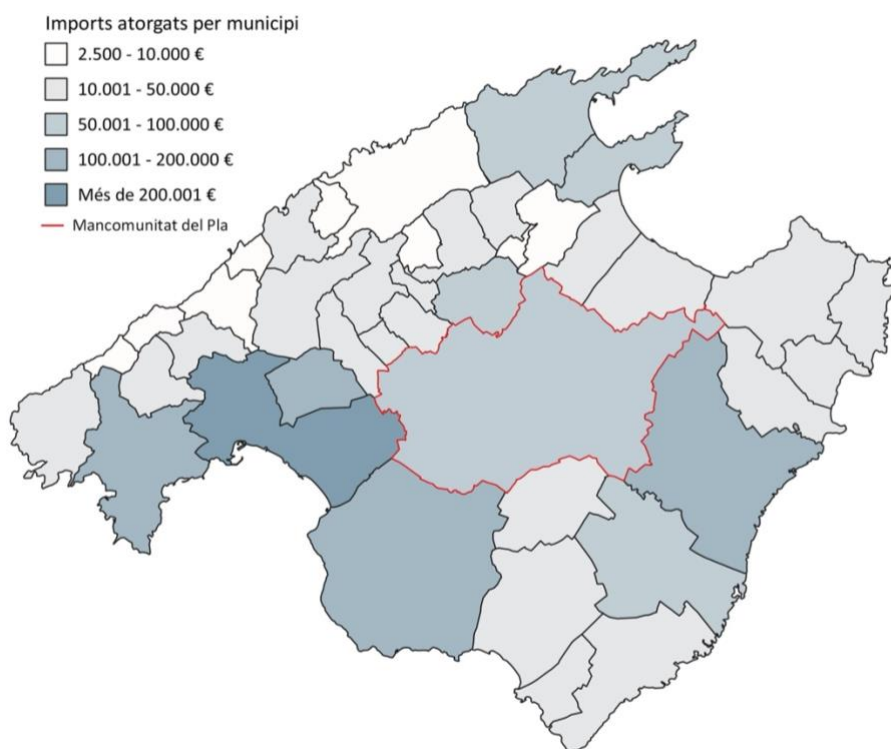 Imports atorgats per municipi
2.500 - 10.000 €
10.001 - 50.000 €
50.001 - 100.000 €
100.001 - 200.000 €
Més de 200.001 €
Mancomunitat del Pla